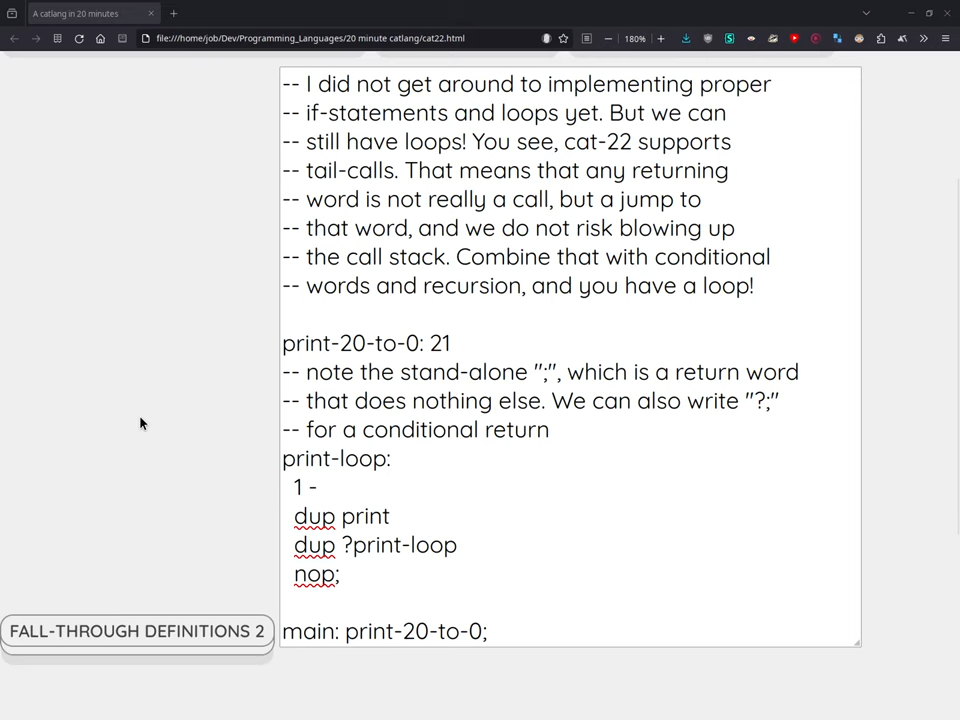 A catlang in 20 minutes
file:///home/job/Dev/Programming_Languages/20 minute catlang/cat22.html
180%
-- I did not get around to implementing proper
-- if-statements and loops yet. But we can
-- still have loops! You see, cat-22 supports
-- tail-calls. That means that any returning
-- word is not really a call, but a jump to
-- that word, and we do not risk blowing up
-- the call stack. Combine that with conditional
-- words and recursion, and you have a loop!
print-20-to-0: 21
-- note the stand-alone ";", which is a return word
-- that does nothing else. We can also write "?;"
-- for a conditional return
print-loop:
1 -
dup print
dup ?print-loop
nop;
FALL-THROUGH DEFINITIONS 2
main: print-20-to-0;